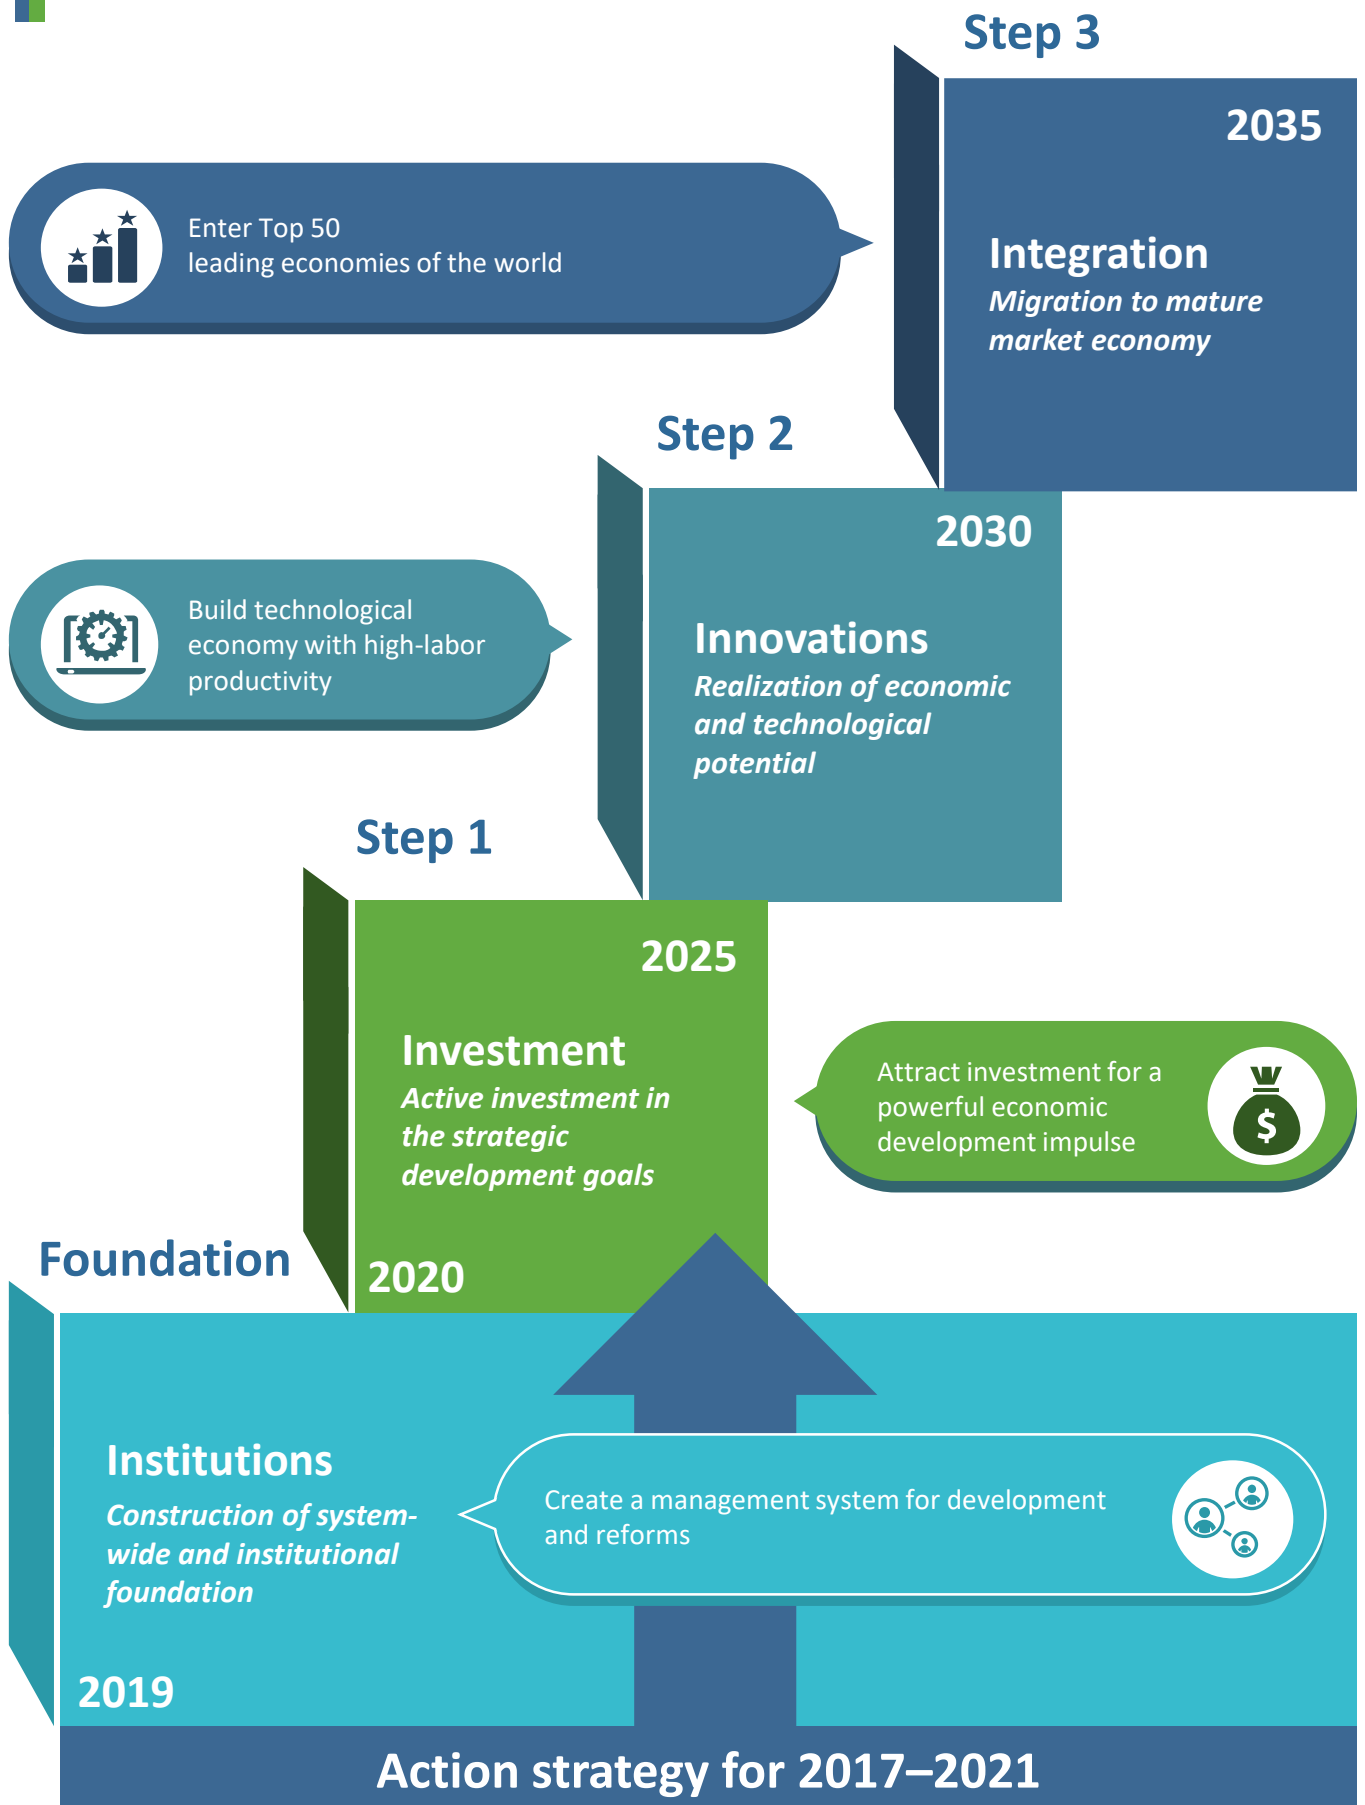 Step 3
2035
Enter Top 50
leading economies of the world
Integration
Migration to mature
market economy
Step 2
2030
Build technological
economy with high-labor
productivity
Innovations
Realization of economic
and technological
potential
Step 1
2025
Investment
Active investment in
the strategic
development goals
Attract investment for a
powerful economic
development impulse
$
2020
Foundation
Institutions
Construction of system-
wide and institutional
foundation
Create a management system for development
and reforms
2019
Action strategy for 2017–2021